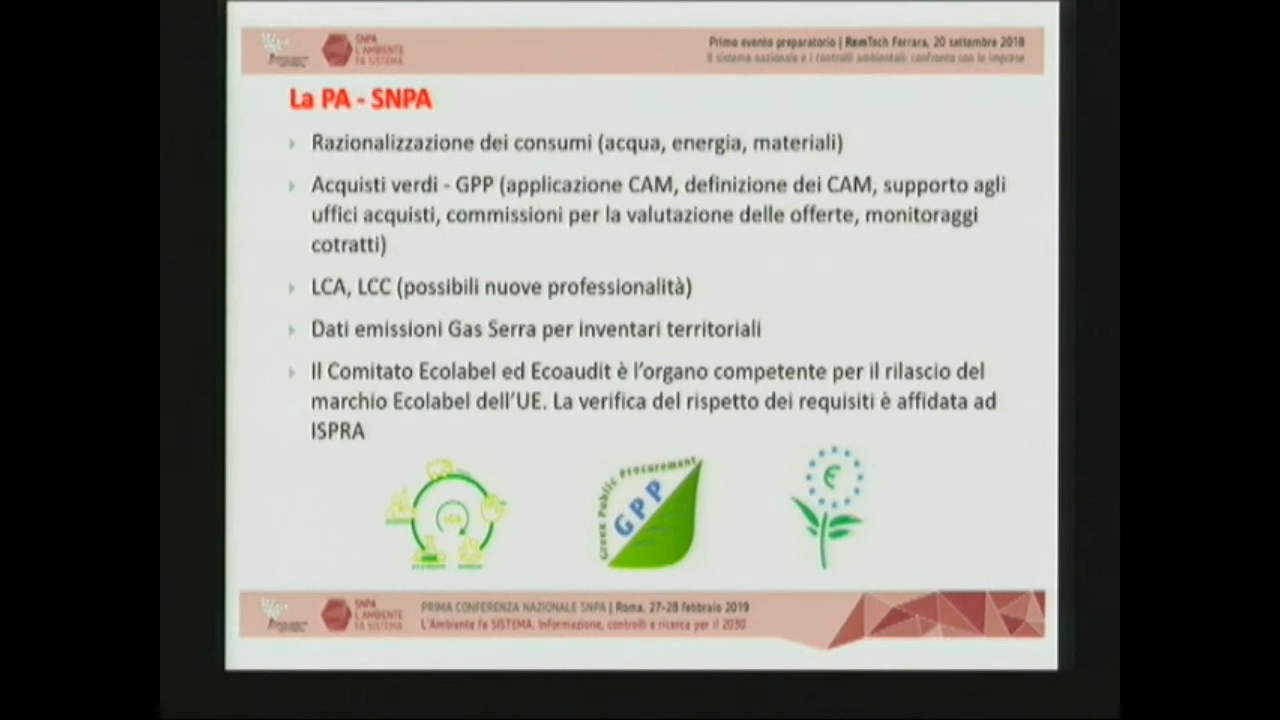 SNPA
L'AMBIENTE
FA SISTEMA
Primo evento preparatorio | RemTech Ferrara, 20 settembre 2018
Il sistema nazionale e i controlli ambientali: confronto con le imprese
La PA - SNPA
Razionalizzazione dei consumi (acqua, energia, materiali)
Acquisti verdi - GPP (applicazione CAM, definizione dei CAM, supporto agli
uffici acquisti, commissioni per la valutazione delle offerte, monitoraggi
cotratti)
LCA, LCC (possibili nuove professionalità)
Dati emissioni Gas Serra per inventari territoriali
Il Comitato Ecolabel ed Ecoaudit è l'organo competente per il rilascio del
marchio Ecolabel dell'UE. La verifica del rispetto dei requisiti è affidata ad
ISPRA
LCA
Green Public Procurement
GPP
SNPA
L'AMBIENTE
FA SISTEMA
PRIMA CONFERENZA NAZIONALE SNPA | Roma, 27-28 febbraio 2019
L'Ambiente fa SISTEMA. Informazione, controlli e ricerca per il 2030